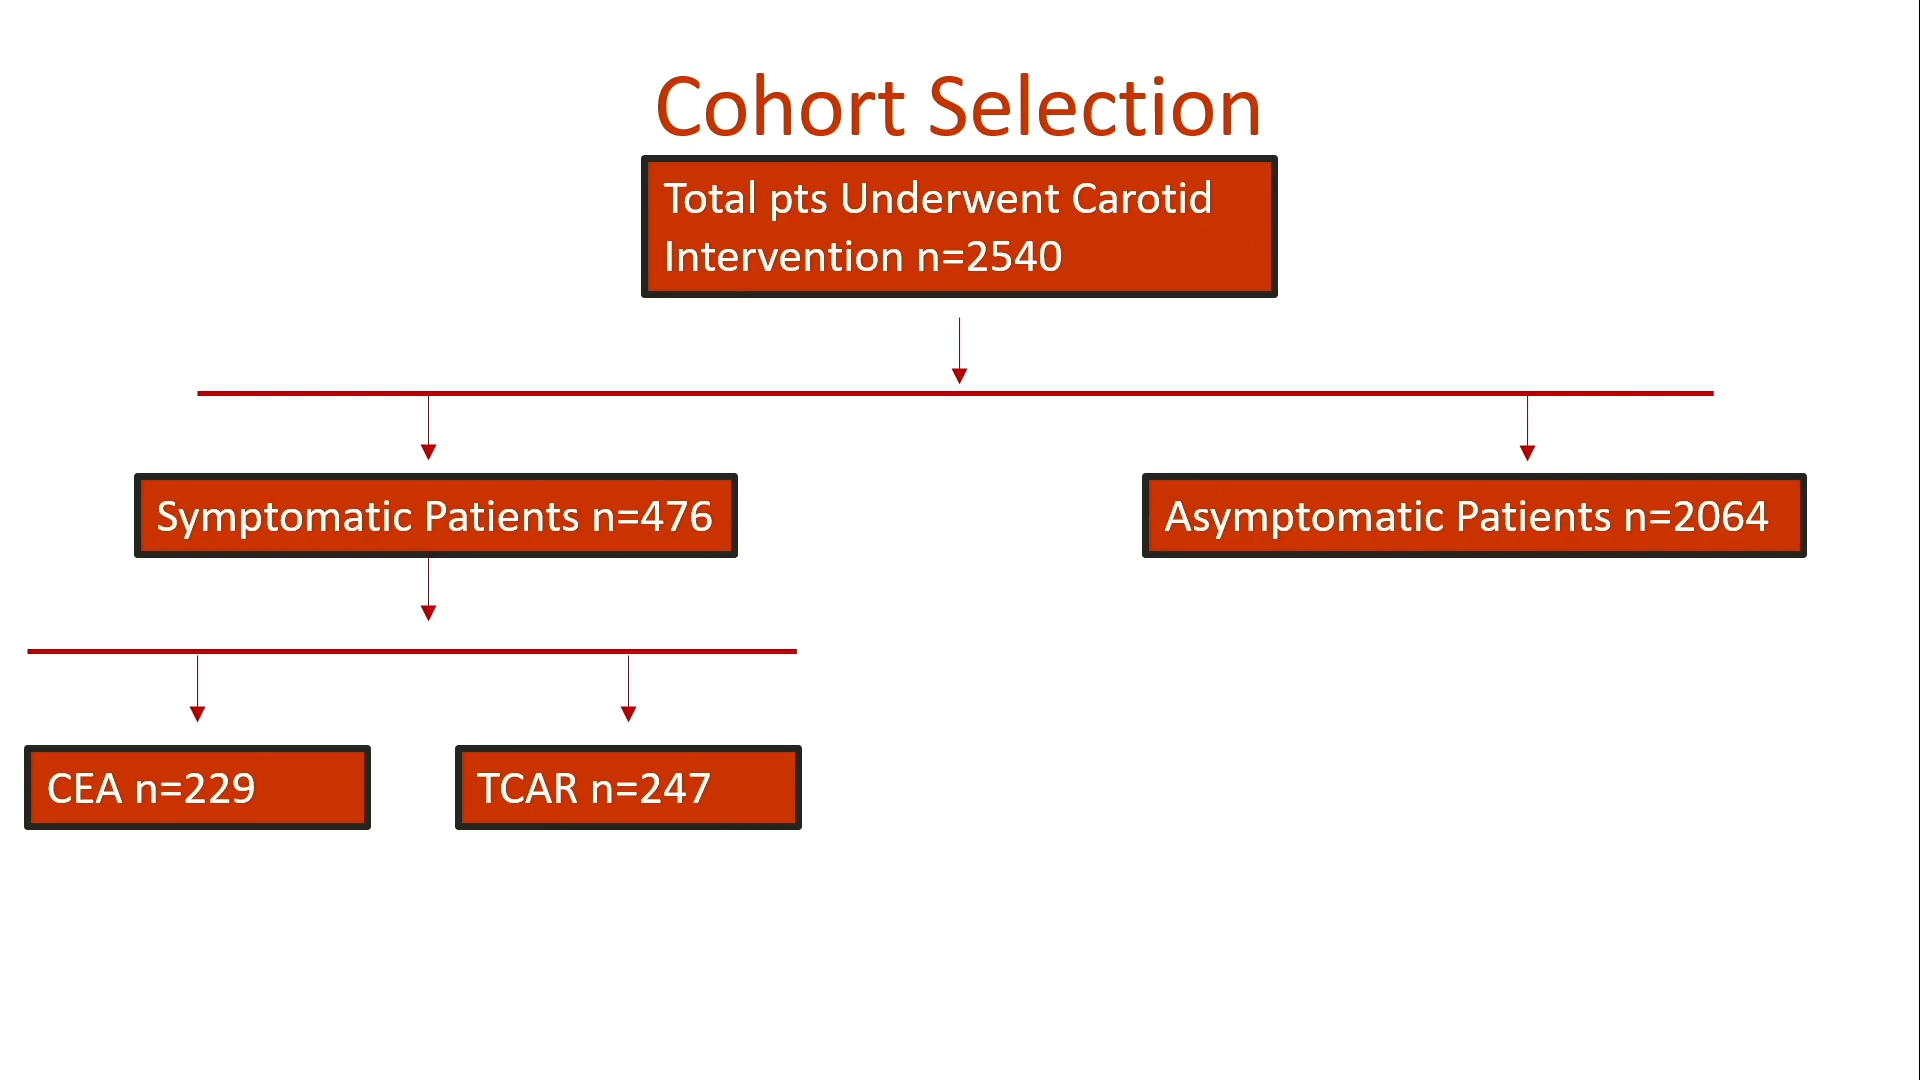 Cohort Selection
Total pts Underwent Carotid
Intervention n=2540
Symptomatic Patients n=476
Asymptomatic Patients n=2064
CEA n=229
TCAR n=247